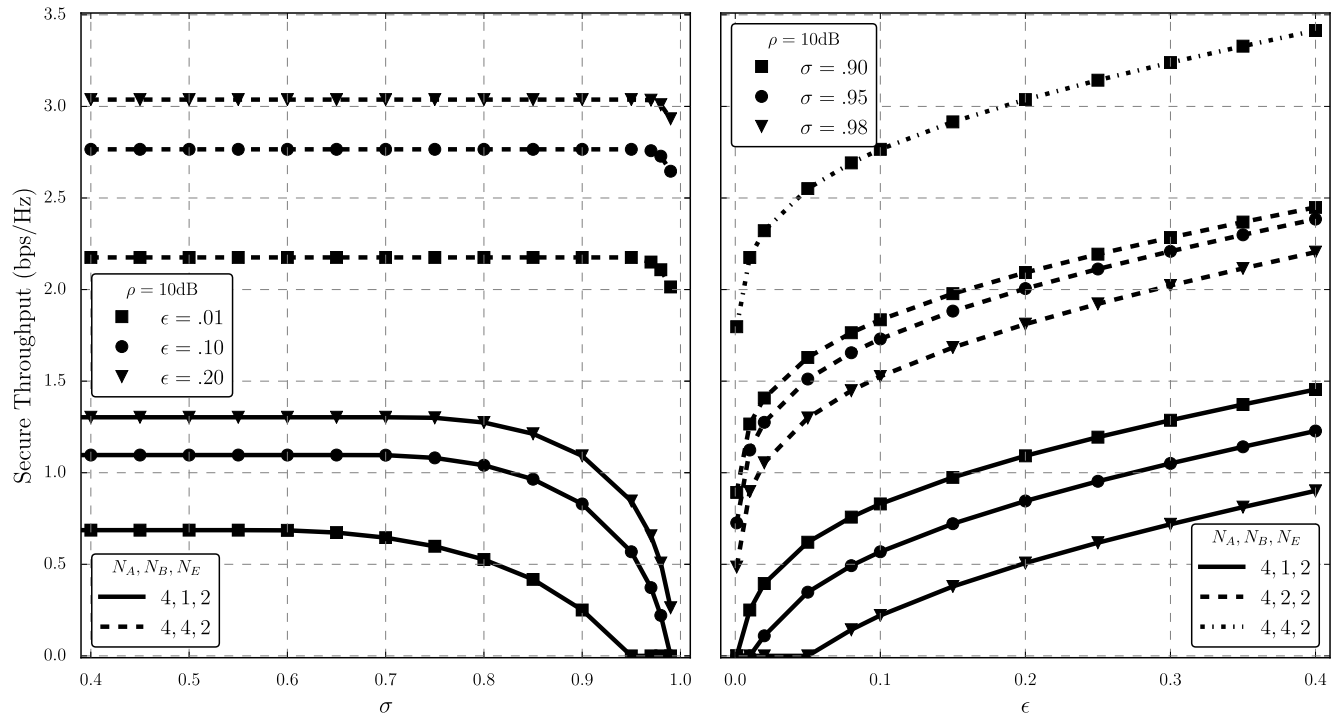 Secure Throughput (bps/Hz)
3.5
3.0
2.5
2.0
1.5
1.0
0.5
0.0
ρ = 10dB
ϵ = .01
ϵ = .10
ϵ = .20
N_A, N_B, N_E
4, 1, 2
4, 4, 2
0.4 0.5 0.6 0.7 0.8 0.9 1.0
σ
ρ = 10dB
σ = .90
σ = .95
σ = .98
N_A, N_B, N_E
4, 1, 2
4, 2, 2
4, 4, 2
0.0 0.1 0.2 0.3 0.4
ϵ